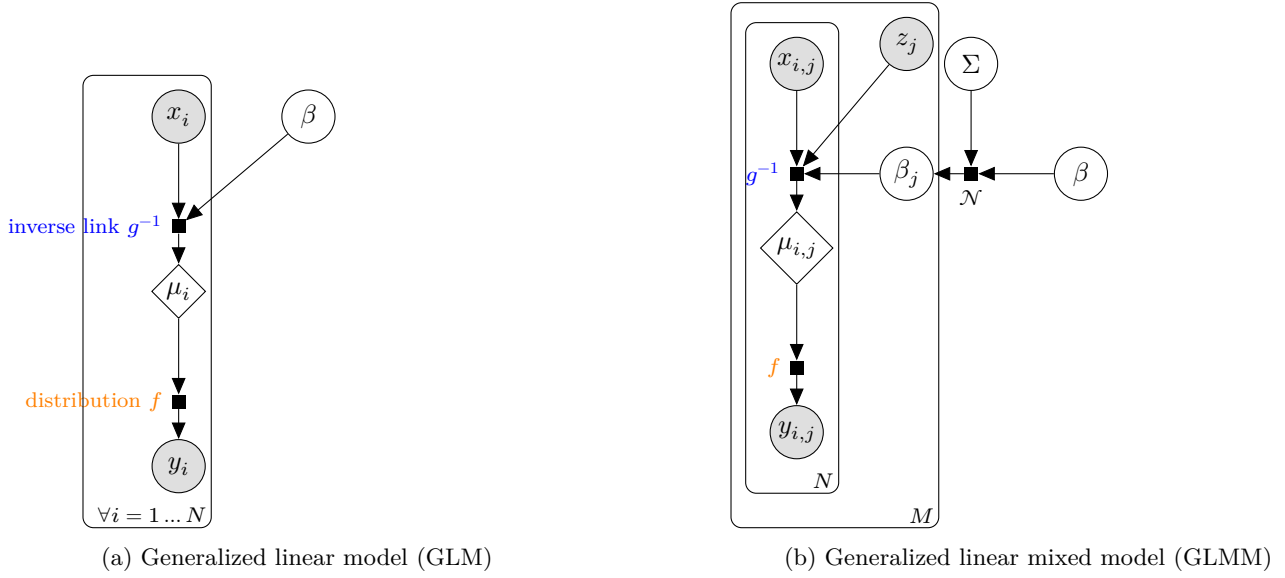 x_i
β
inverse link g^{-1}
μ_i
distribution f
y_i
∀i = 1 ... N
(a) Generalized linear model (GLM)
x_{i,j}
z_j
Σ
g^{-1}
β_j
𝒩
β
μ_{i,j}
f
y_{i,j}
N
M
(b) Generalized linear mixed model (GLMM)